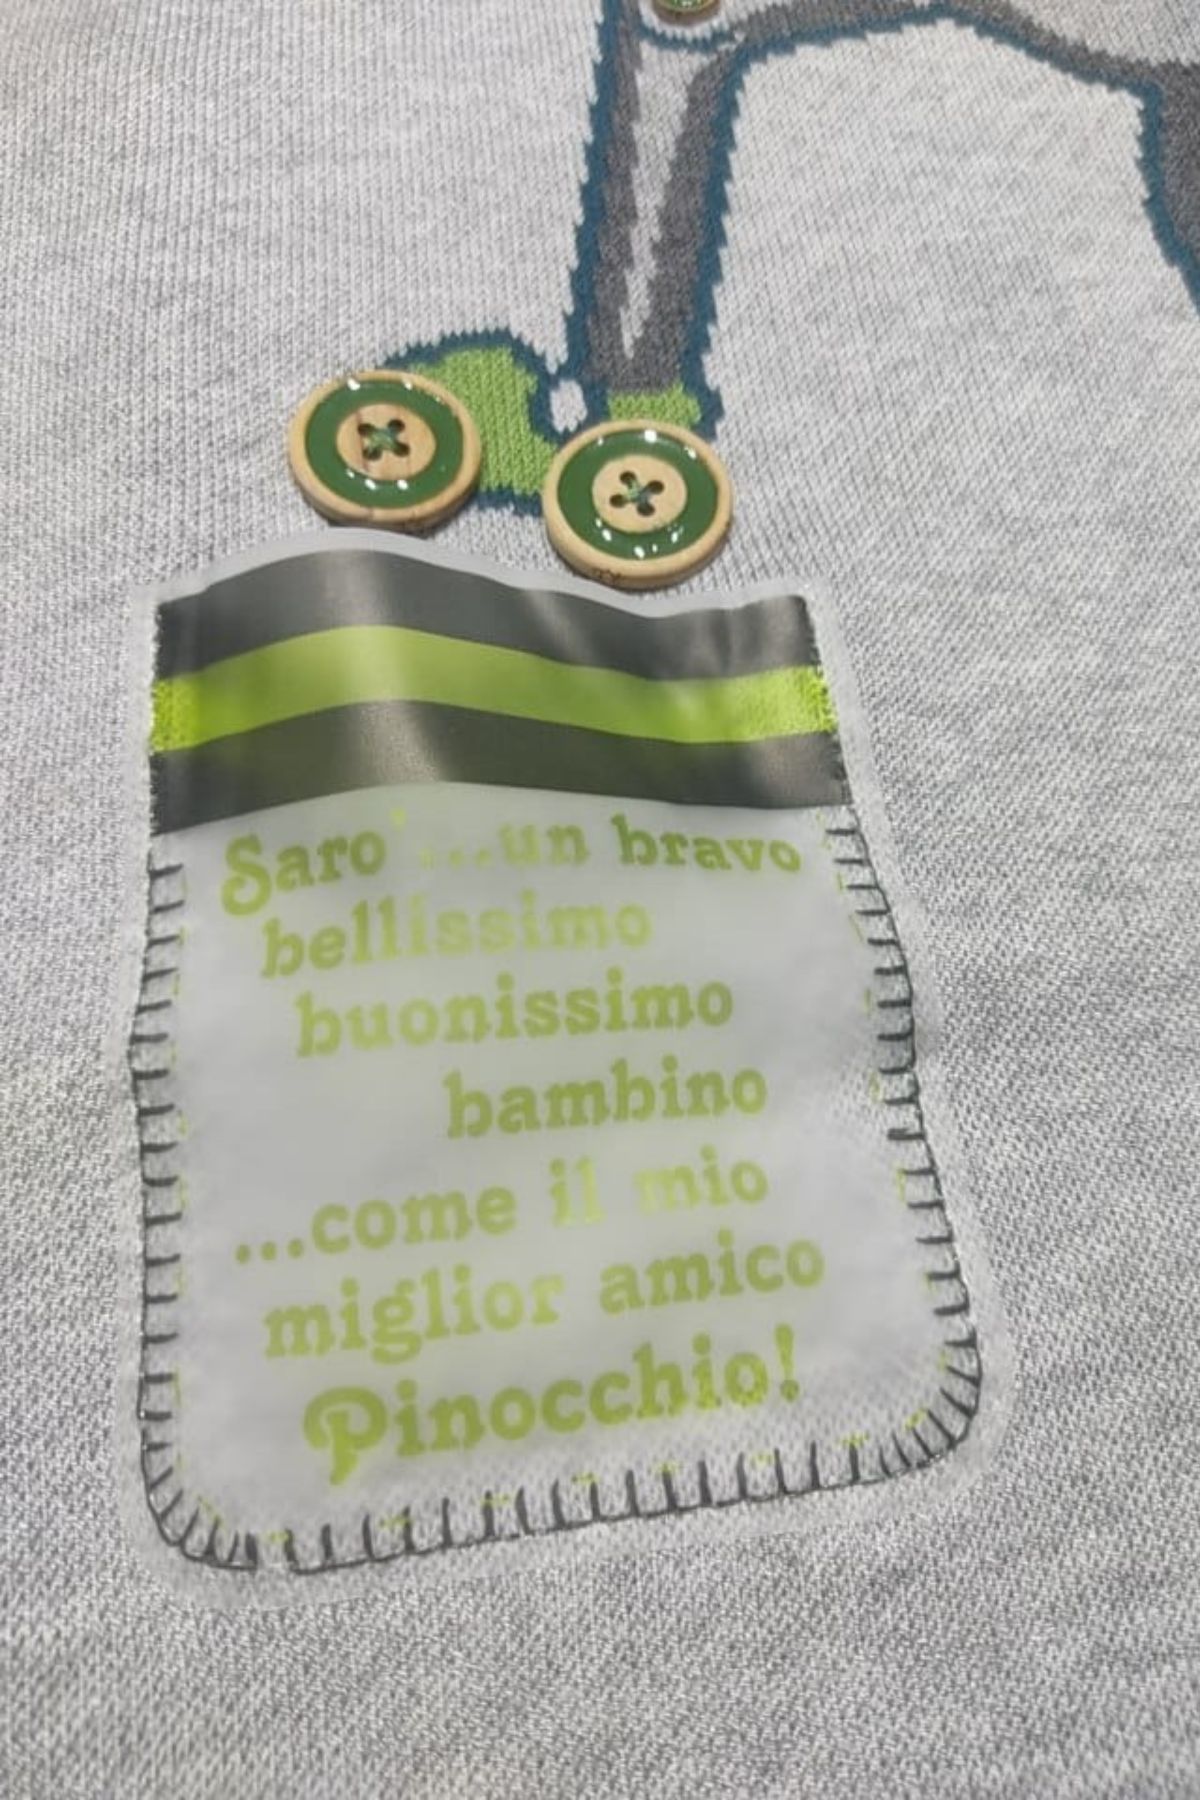 Saro' ...un bravo
bellissimo
buonissimo
bambino
...come il mio
miglior amico
Pinocchio!